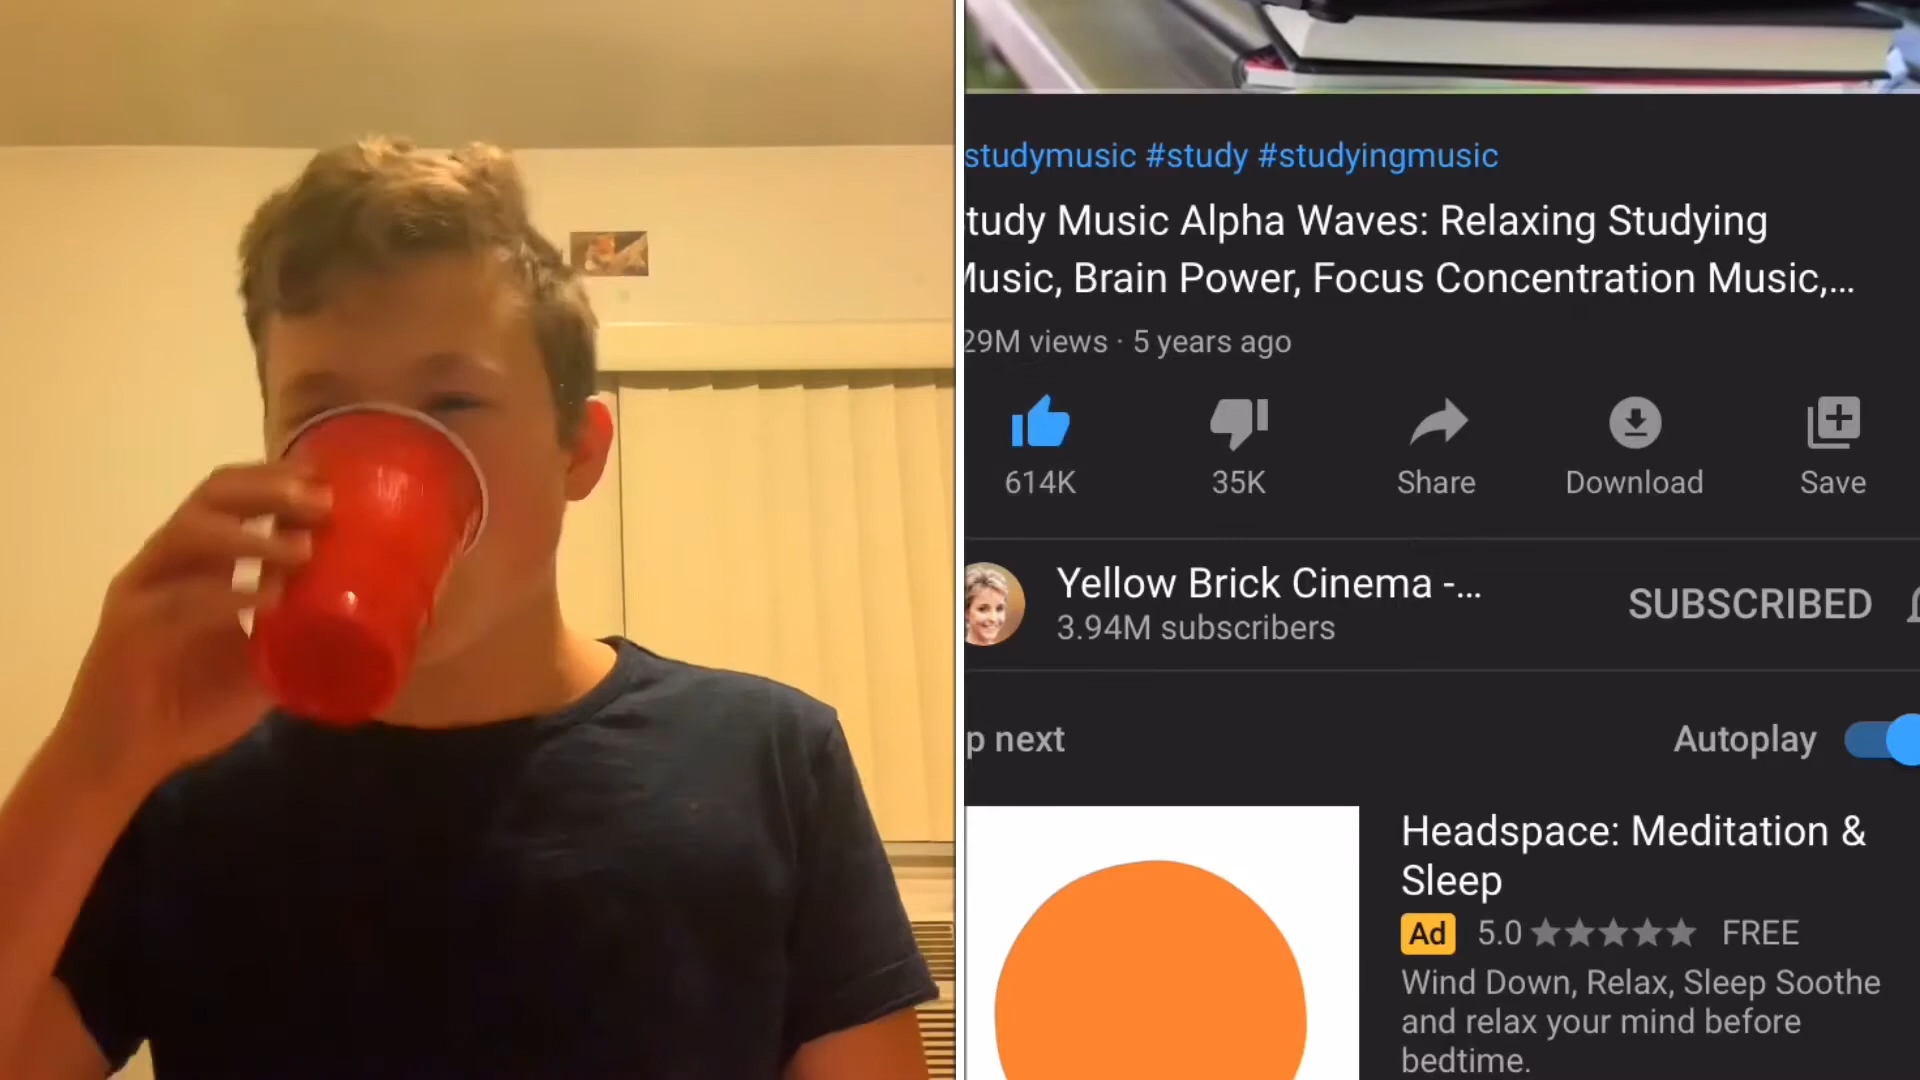 studymusic #study #studyingmusic
tudy Music Alpha Waves: Relaxing Studying
Music, Brain Power, Focus Concentration Music,...
29M views · 5 years ago
614K
35K
Share
Download
Save
Yellow Brick Cinema -...
3.94M subscribers
SUBSCRIBED
p next
Autoplay
Headspace: Meditation &
Sleep
Ad 5.0 FREE
Wind Down, Relax, Sleep Soothe
and relax your mind before
bedtime.